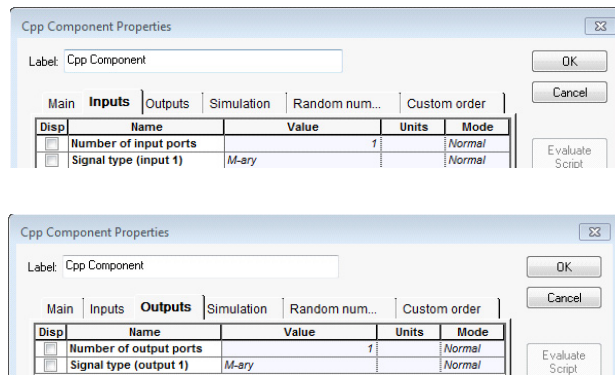 Cpp Component Properties
Label: Cpp Component
OK
Cancel
Main Inputs Outputs Simulation Random num... Custom order
Disp Name Value Units Mode
Number of input ports 1 Normal
Signal type (input 1) M-ary Normal
Evaluate
Script
Cpp Component Properties
Label: Cpp Component
OK
Cancel
Main Inputs Outputs Simulation Random num... Custom order
Disp Name Value Units Mode
Number of output ports 1 Normal
Signal type (output 1) M-ary Normal
Evaluate
Script